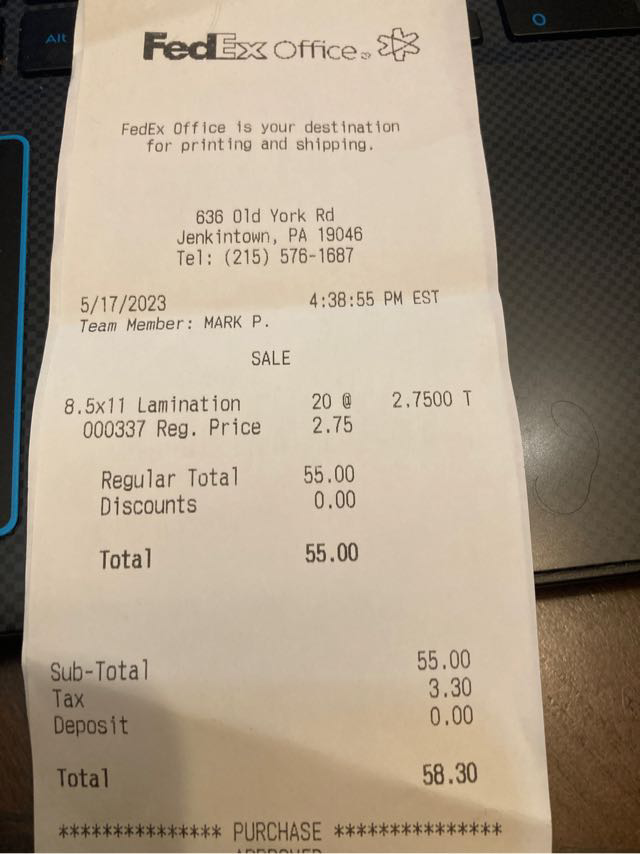 Alt
O
FedEx Office®
FedEx Office is your destination
for printing and shipping.
636 Old York Rd
Jenkintown, PA 19046
Tel: (215) 576-1687
5/17/2023 4:38:55 PM EST
Team Member: MARK P.
SALE
8.5x11 Lamination 20 @ 2.7500 T
000337 Reg. Price 2.75
Regular Total 55.00
Discounts 0.00
Total 55.00
Sub-Total 55.00
Tax 3.30
Deposit 0.00
Total 58.30
*************** PURCHASE ***************
APPROVED